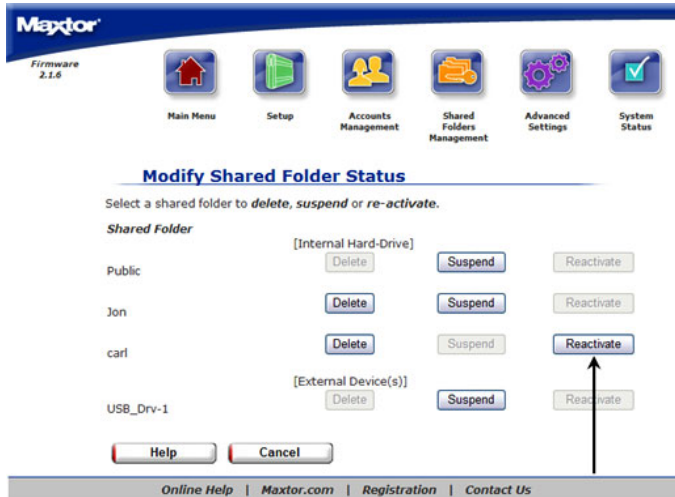 Maxtor
Firmware
2.1.6
Main Menu
Setup
Accounts
Management
Shared
Folders
Management
Advanced
Settings
System
Status
Modify Shared Folder Status
Select a shared folder to delete, suspend or re-activate.
Shared Folder
[Internal Hard-Drive]
Public Delete Suspend Reactivate
Jon Delete Suspend Reactivate
carl Delete Suspend Reactivate
[External Device(s)]
USB_Drv-1 Delete Suspend Reactivate
Help Cancel
Online Help | Maxtor.com | Registration | Contact Us